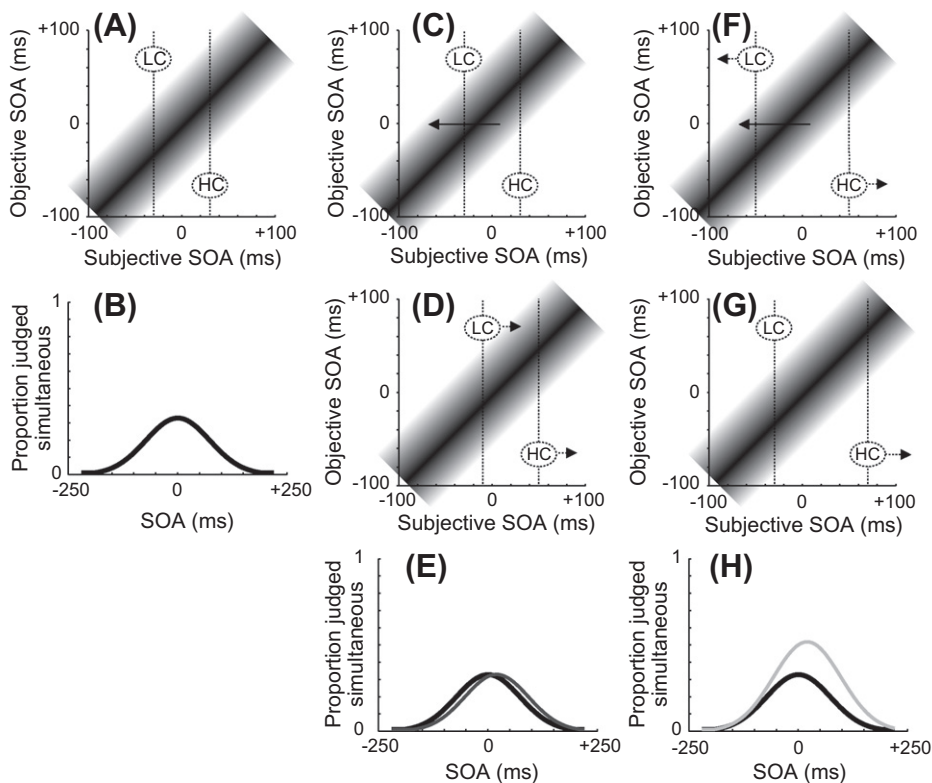 (A)
Objective SOA (ms)
+100
0
-100
LC
HC
-100 0 +100
Subjective SOA (ms)
(C)
Objective SOA (ms)
+100
0
-100
LC
HC
-100 0 +100
Subjective SOA (ms)
(F)
Objective SOA (ms)
+100
0
-100
LC
HC
-100 0 +100
Subjective SOA (ms)
(B)
Proportion judged
simultaneous
1
0
-250 0 +250
SOA (ms)
(D)
Objective SOA (ms)
+100
0
-100
LC
HC
-100 0 +100
Subjective SOA (ms)
(G)
Objective SOA (ms)
+100
0
-100
LC
HC
-100 0 +100
Subjective SOA (ms)
(E)
Proportion judged
simultaneous
1
0
-250 0 +250
SOA (ms)
(H)
Proportion judged
simultaneous
1
0
-250 0 +250
SOA (ms)